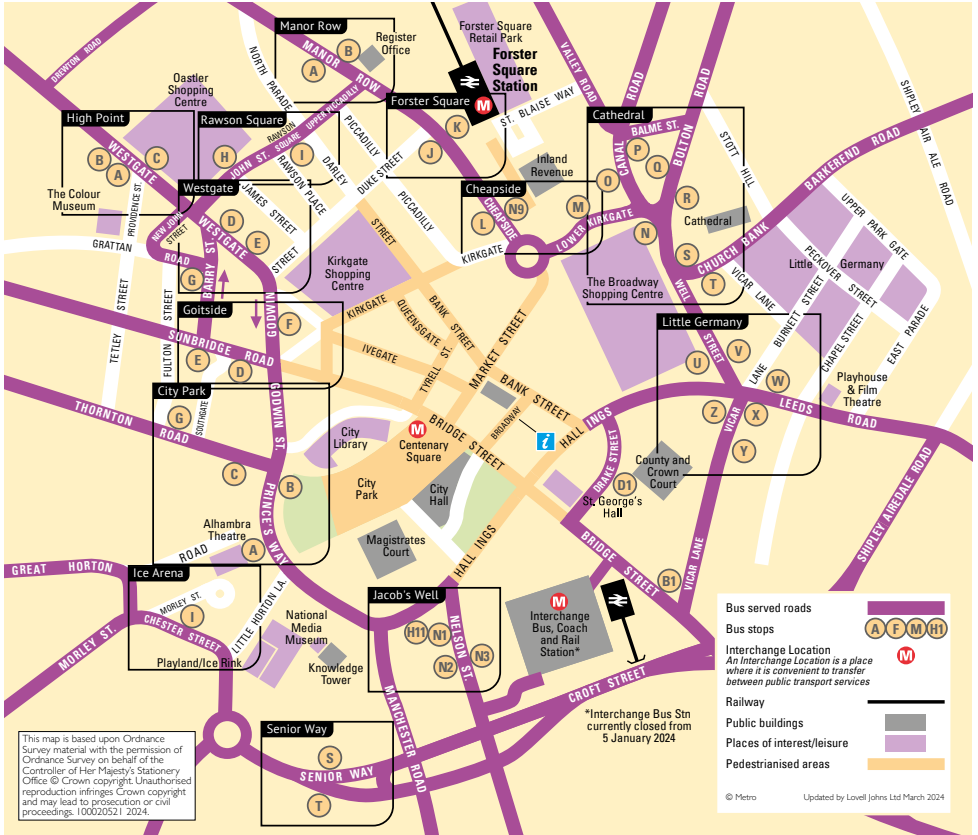 Manor Row
MANOR ROW
B
A
Register
Office
DREWTON ROAD
NORTH PARADE
Forster Square
Retail Park
Forster
Square
Station
M
VALLEY ROAD
CANAL ROAD
BOLTON ROAD
SHIPLEY AIR ALE ROAD
Oastler
Shopping
Centre
High Point
WESTGATE
B
A
C
The Colour
Museum
PROVIDENCE ST.
Rawson Square
RAWSON SQUARE
UPPER PICCADILLY
JOHN ST.
H
I
RAWSON PLACE
PICCADILLY
DARLEY STREET
DUKE STREET
PICCADILLY
Forster Square
K
J
ST. BLAISE WAY
Inland
Revenue
Cheapside
L
N9
M
CHEAPSIDE
KIRKGATE
LOWER KIRKGATE
Cathedral
BALME ST.
P
Q
O
R
N
S
T
Cathedral
STOTT HILL
BARKEREND ROAD
CHURCH BANK
UPPER PARK GATE
Little Germany
PECKOVER STREET
VICAR LANE
BURNETT STREET
CHAPEL STREET
EAST PARADE
WELL STREET
The Broadway
Shopping Centre
Westgate
WESTGATE
JAMES STREET
D
E
G
NEW JOHN STREET
GRATTAN ROAD
BARRY ST.
GODWIN STREET
F
Kirkgate
Shopping
Centre
KIRKGATE
BANK STREET
QUEENSGATE
IVEGATE
TYRELL ST.
MARKET STREET
BANK STREET
BROADWAY
i
Goitside
SUNBRIDGE ROAD
E
D
TETLEY STREET
FULTON STREET
City Park
G
SOUTHGATE
THORNTON ROAD
GODWIN ST.
C
B
PRINCE'S WAY
City
Library
M
Centenary
Square
BRIDGE STREET
City
Park
City
Hall
Magistrates
Court
HALL INGS
HALL INGS
Alhambra
Theatre
A
Little Germany
U
V
W
Z
X
Y
LANE
VICAR
LEEDS ROAD
Playhouse
& Film
Theatre
County and
Crown
Court
DRAKE STREET
D1
St. George's
Hall
BRIDGE STREET
B1
VICAR LANE
SHIPLEY AIREDALE ROAD
GREAT HORTON ROAD
Ice Arena
MORLEY ST.
I
CHESTER STREET
MORLEY ST.
Playland/Ice Rink
LITTLE HORTON LA.
National
Media
Museum
Knowledge
Tower
Jacob's Well
H11
N1
N2
N3
NELSON ST.
MANCHESTER ROAD
M
Interchange
Bus, Coach
and Rail
Station*
CROFT STREET
*Interchange Bus Stn
currently closed from
5 January 2024
Senior Way
S
SENIOR WAY
T
This map is based upon Ordnance
Survey material with the permission of
Ordnance Survey on behalf of the
Controller of Her Majesty's Stationery
Office © Crown copyright. Unauthorised
reproduction infringes Crown copyright
and may lead to prosecution or civil
proceedings. 100020521 2024.
Bus served roads
Bus stops
A F M H1
Interchange
Location
M
An Interchange Location is a place
where it is convenient to transfer
between public transport services
Railway
Public buildings
Places of interest/leisure
Pedestrianised areas
© Metro
Updated by Lovell Johns Ltd March 2024